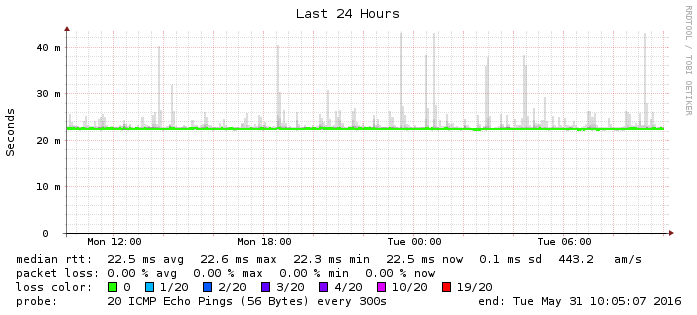 Last 24 Hours
RRDTOOL / TOBI OETIKER
Seconds
40 m
30 m
20 m
10 m
0
Mon 12:00 Mon 18:00 Tue 00:00 Tue 06:00
median rtt: 22.5 ms avg 22.6 ms max 22.3 ms min 22.5 ms now 0.1 ms sd 443.2 am/s
packet loss: 0.00 % avg 0.00 % max 0.00 % min 0.00 % now
loss color: 0 1/20 2/20 3/20 4/20 10/20 19/20
probe: 20 ICMP Echo Pings (56 Bytes) every 300s end: Tue May 31 10:05:07 2016